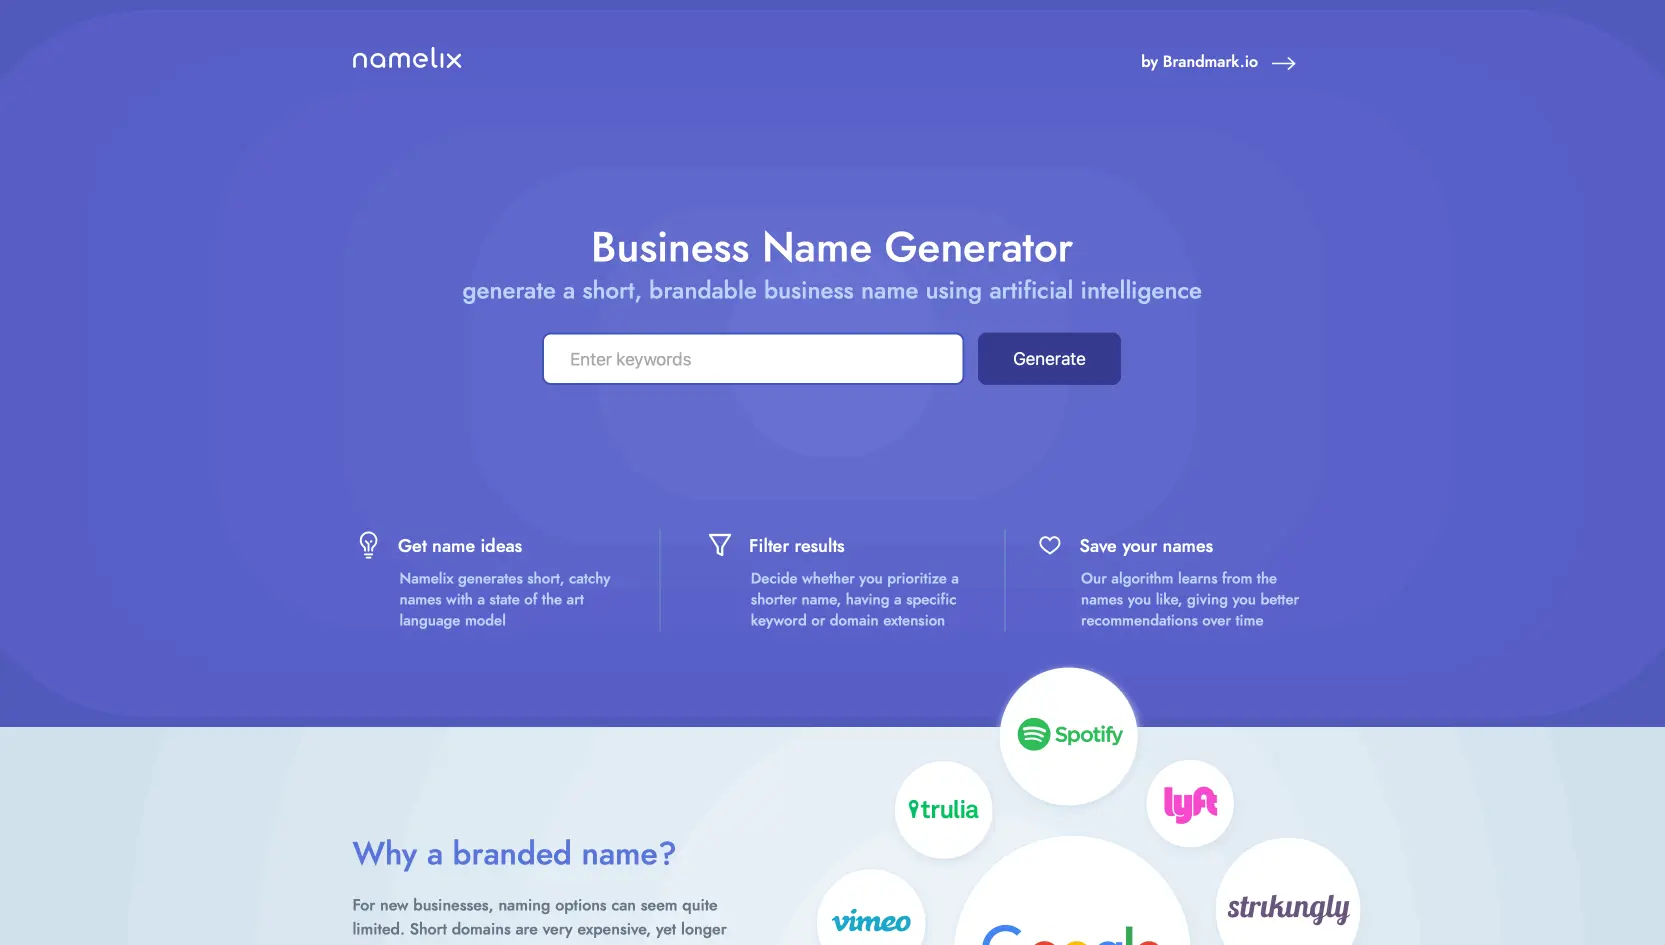 namelix
by Brandmark.io
Business Name Generator
generate a short, brandable business name using artificial intelligence
Enter keywords
Generate
Get name ideas
Namelix generates short, catchy
names with a state of the art
language model
Filter results
Decide whether you prioritize a
shorter name, having a specific
keyword or domain extension
Save your names
Our algorithm learns from the
names you like, giving you better
recommendations over time
Spotify
trulia
lyft
Why a branded name?
For new businesses, naming options can seem quite
limited. Short domains are very expensive, yet longer
vimeo
strikingly
Google